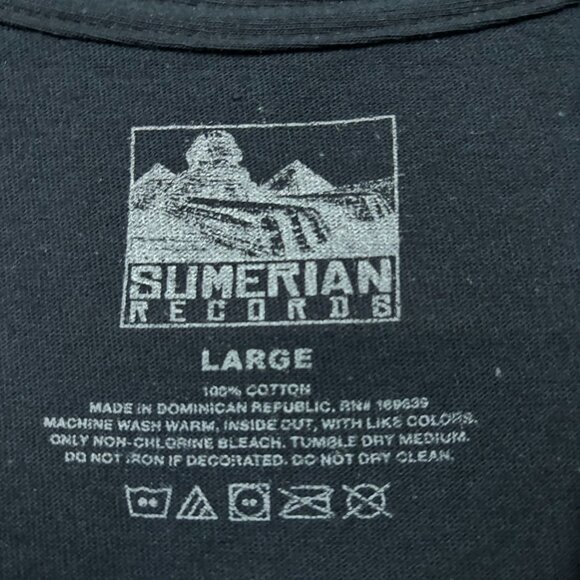 SUMERIAN
RECORDS
LARGE
100% COTTON
MADE IN DOMINICAN REPUBLIC. RN# 169639
MACHINE WASH WARM, INSIDE OUT, WITH LIKE COLORS.
ONLY NON-CHLORINE BLEACH. TUMBLE DRY MEDIUM.
DO NOT IRON IF DECORATED. DO NOT DRY CLEAN.